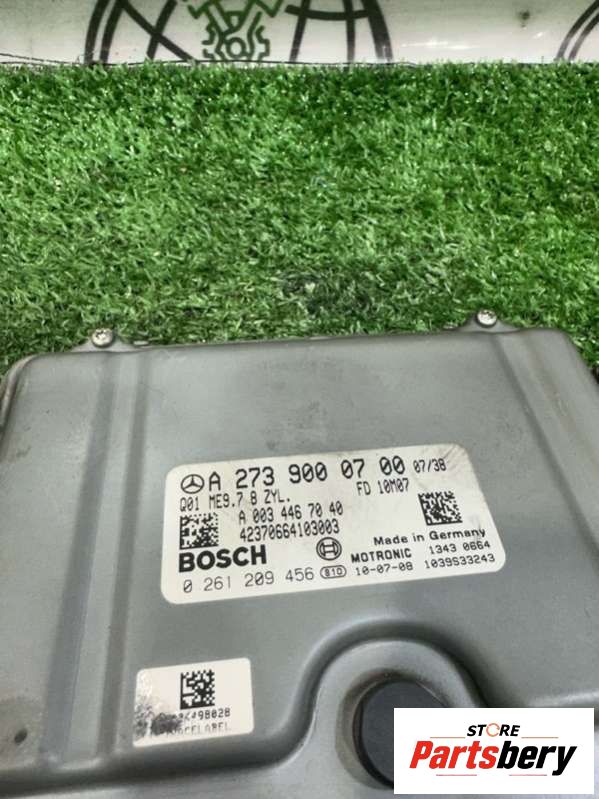 A 273 900 07 00 07/38
Q01 ME9.7 8 ZYL. FD 10M07
A 003 446 70 40
42370664103003
Made in Germany
BOSCH MOTRONIC 1343 0664
0 261 209 456 810 10-07-08 1039S33243
98028
STORE
Partsbery